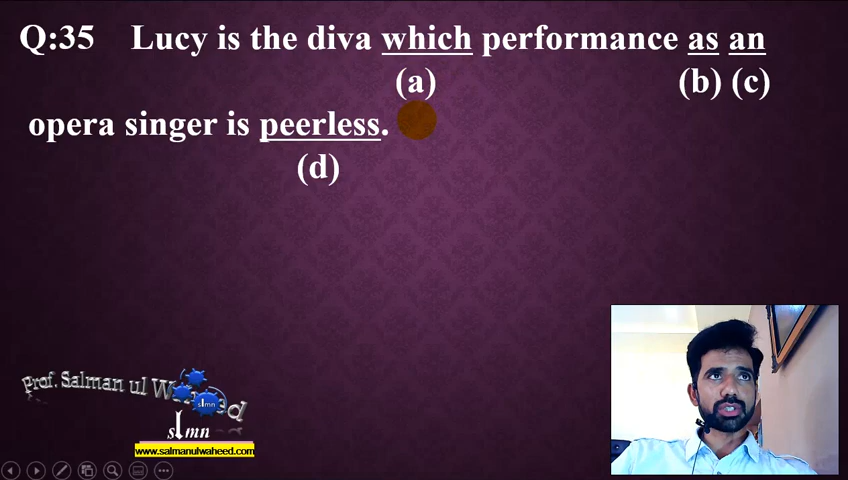 Q:35 Lucy is the diva which performance as an
(a) (b) (c)
opera singer is peerless.
(d)
Prof. Salman ul Waheed
slmn
slmn
www.salmanulwaheed.com